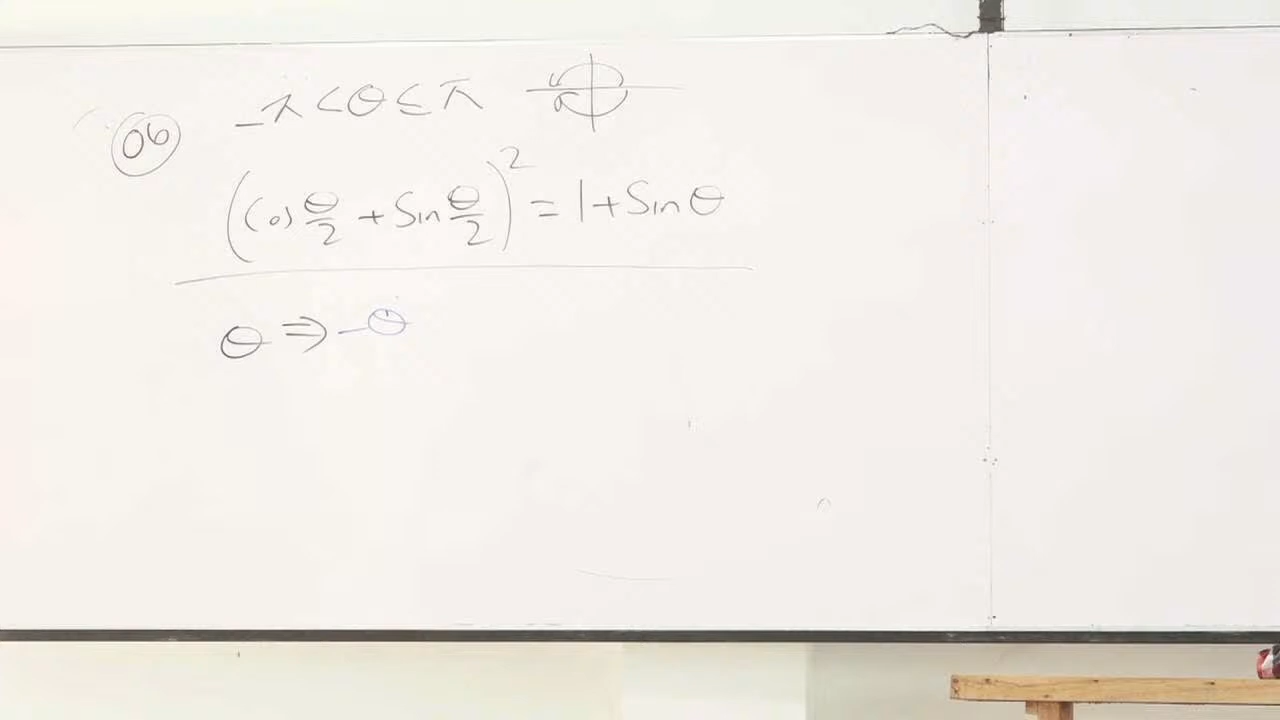 06 -π<θ≤π
(cos θ/2 + sin θ/2)² = 1 + sin θ
θ ⇒ -θ